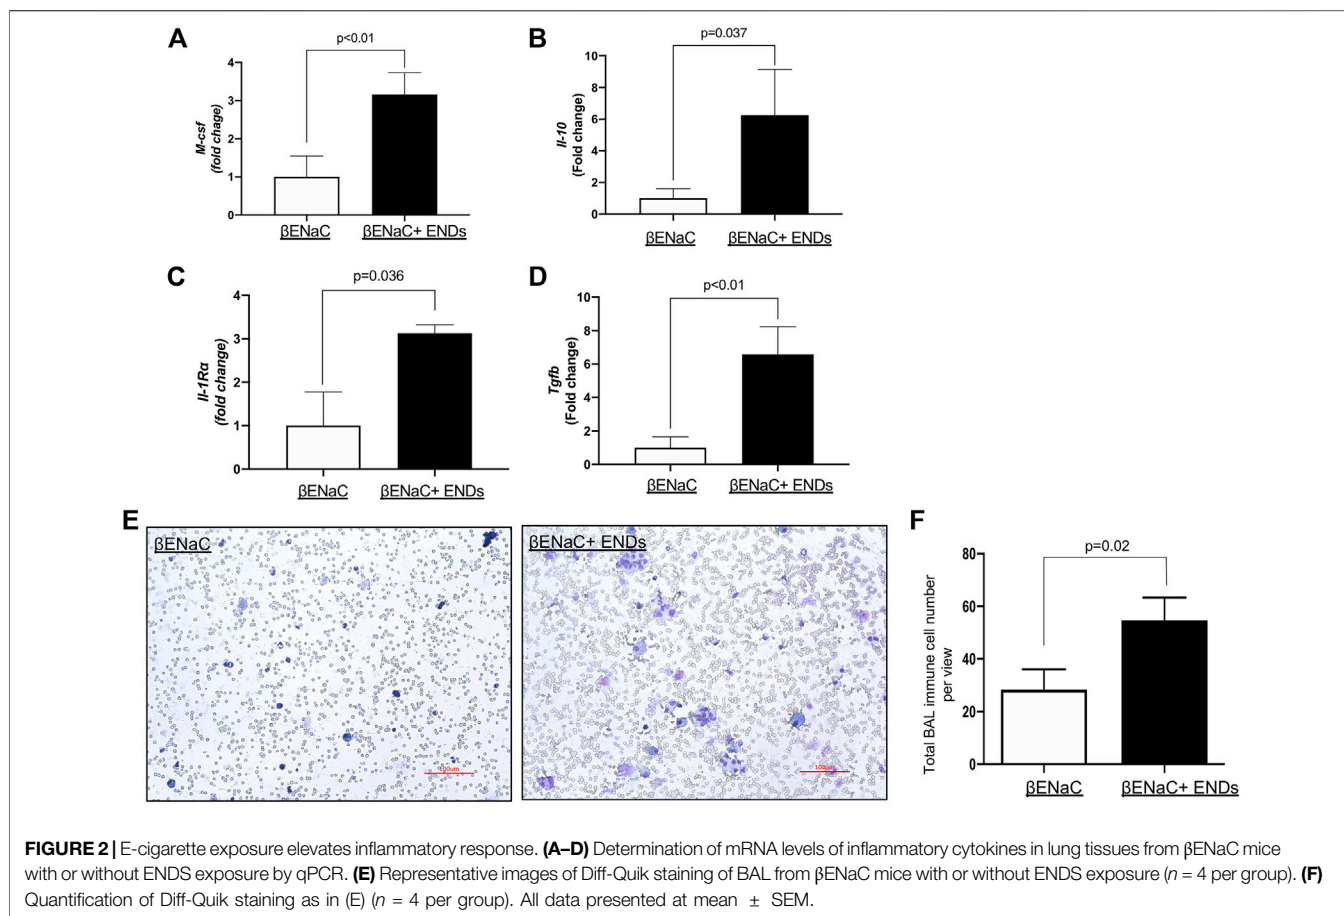 A
p<0.01
M-csf
(fold chage)
4
3
2
1
0
βENaC
βENaC+ ENDs
B
p=0.037
Il-10
(Fold change)
10
8
6
4
2
0
βENaC
βENaC+ ENDs
C
p=0.036
Il-1Rα
(fold change)
4
3
2
1
0
βENaC
βENaC+ ENDs
D
p<0.01
Tgfb
(Fold change)
10
8
6
4
2
0
βENaC
βENaC+ ENDs
E
βENaC
100um
βENaC+ ENDs
100um
F
p=0.02
Total BAL immune cell number
per view
80
60
40
20
0
βENaC
βENaC+ ENDs
FIGURE 2 | E-cigarette exposure elevates inflammatory response. (A–D) Determination of mRNA levels of inflammatory cytokines in lung tissues from βENaC mice
with or without ENDS exposure by qPCR. (E) Representative images of Diff-Quik staining of BAL from βENaC mice with or without ENDS exposure (n = 4 per group). (F)
Quantification of Diff-Quik staining as in (E) (n = 4 per group). All data presented at mean ± SEM.